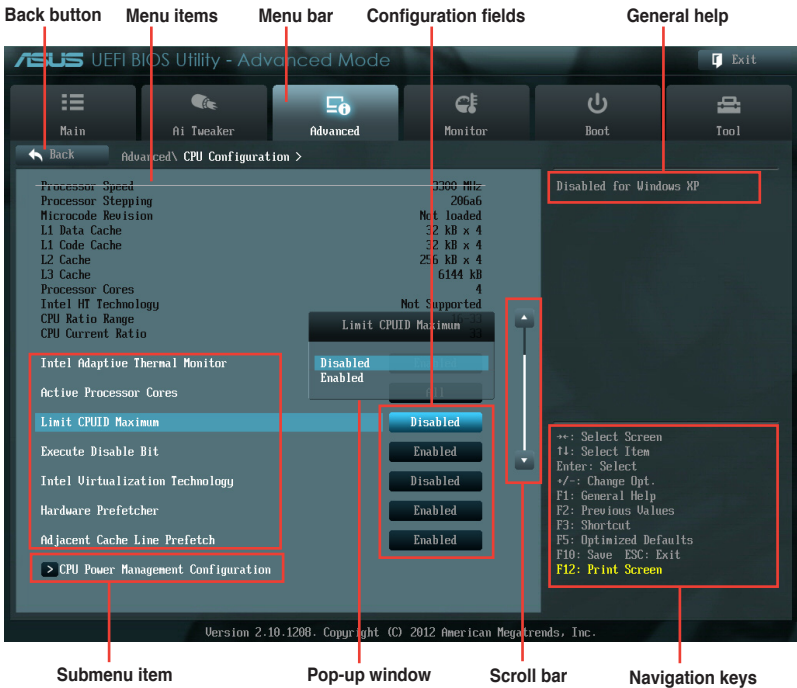 Back button Menu items Menu bar Configuration fields General help
ASUS UEFI BIOS Utility - Advanced Mode Exit
Main Ai Tweaker Advanced Monitor Boot Tool
Back Advanced\ CPU Configuration >
Processor Speed 3300 MHz
Processor Stepping 206a6
Microcode Revision Not loaded
L1 Data Cache 32 kB x 4
L1 Code Cache 32 kB x 4
L2 Cache 256 kB x 4
L3 Cache 6144 kB
Processor Cores 4
Intel HT Technology Not Supported
CPU Ratio Range 16-33
CPU Current Ratio 33
Limit CPUID Maximum
Disabled
Enabled
Intel Adaptive Thermal Monitor
Active Processor Cores All
Limit CPUID Maximum Disabled
Execute Disable Bit Enabled
Intel Virtualization Technology Disabled
Hardware Prefetcher Enabled
Adjacent Cache Line Prefetch Enabled
> CPU Power Management Configuration
Disabled for Windows XP
→←: Select Screen
↑↓: Select Item
Enter: Select
+/-: Change Opt.
F1: General Help
F2: Previous Values
F3: Shortcut
F5: Optimized Defaults
F10: Save ESC: Exit
F12: Print Screen
Version 2.10.1208. Copyright (C) 2012 American Megatrends, Inc.
Submenu item Pop-up window Scroll bar Navigation keys